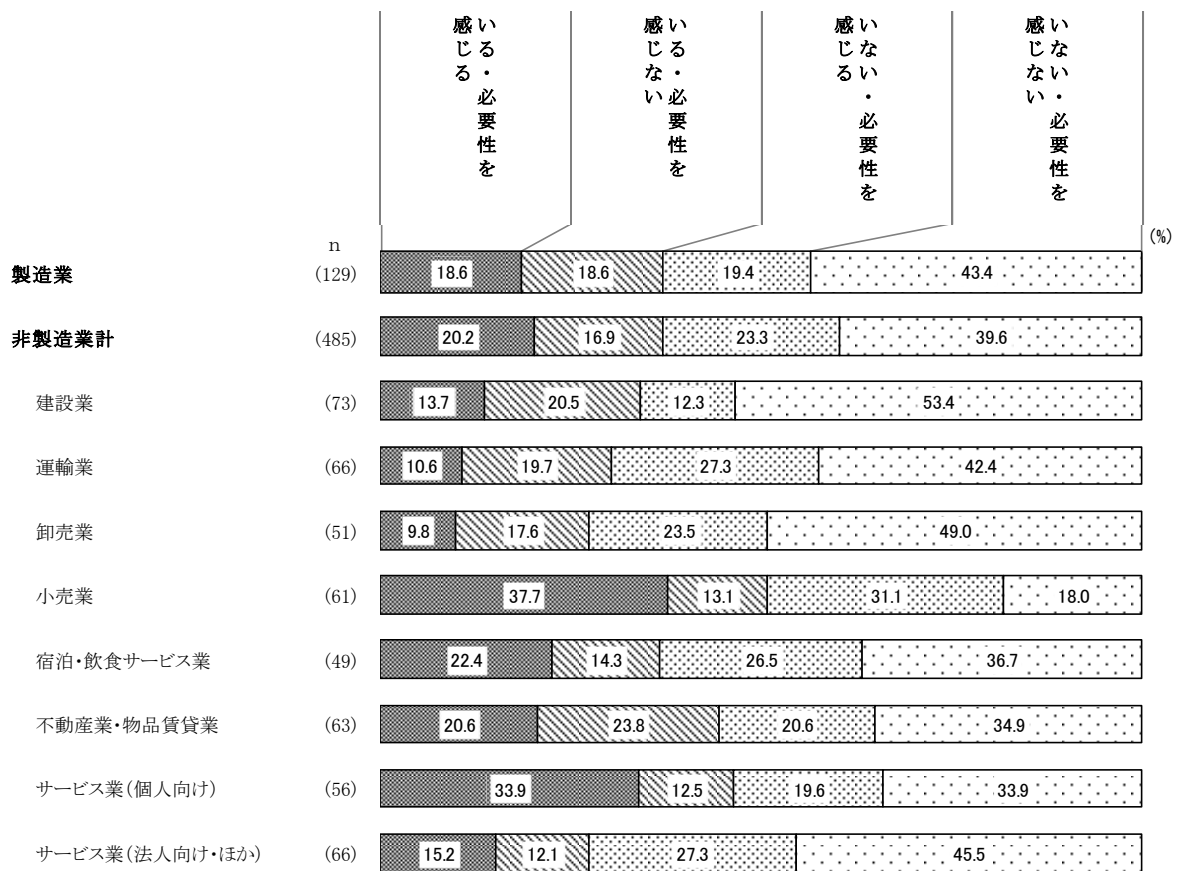 いる・必要性を
感じる
いる・必要性を
感じない
いない・必要性を
感じる
いない・必要性を
感じない
(%)
n
製造業 (129) 18.6 18.6 19.4 43.4
非製造業計 (485) 20.2 16.9 23.3 39.6
建設業 (73) 13.7 20.5 12.3 53.4
運輸業 (66) 10.6 19.7 27.3 42.4
卸売業 (51) 9.8 17.6 23.5 49.0
小売業 (61) 37.7 13.1 31.1 18.0
宿泊・飲食サービス業 (49) 22.4 14.3 26.5 36.7
不動産業・物品賃貸業 (63) 20.6 23.8 20.6 34.9
サービス業(個人向け) (56) 33.9 12.5 19.6 33.9
サービス業(法人向け・ほか) (66) 15.2 12.1 27.3 45.5